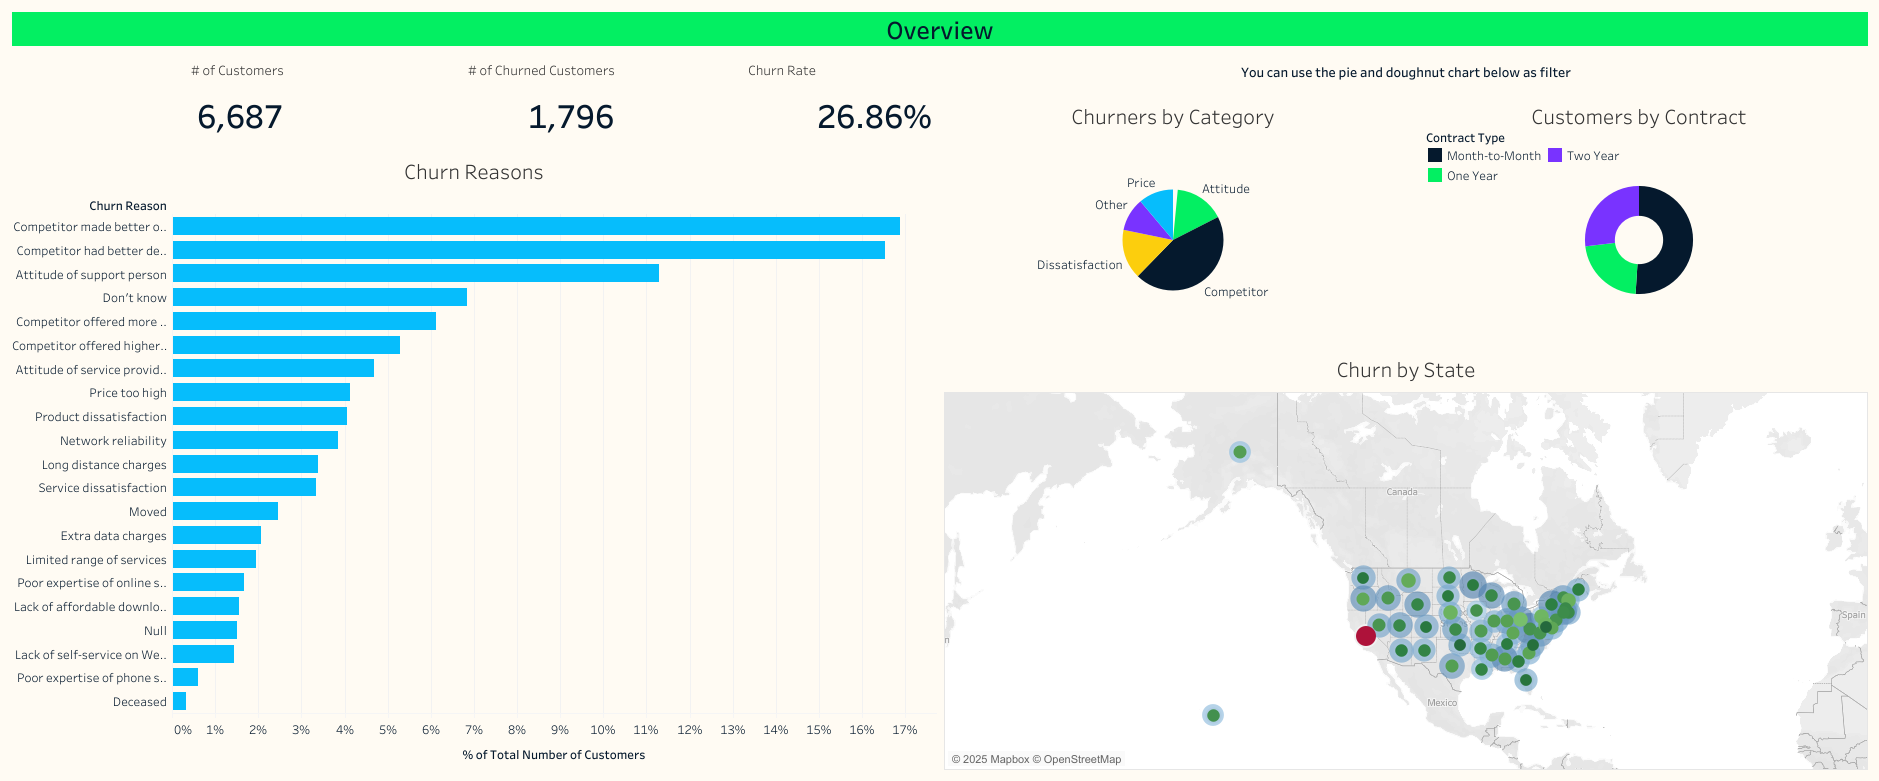 Overview
# of Customers
6,687
# of Churned Customers
1,796
Churn Rate
26.86%
You can use the pie and doughnut chart below as filter
Churn Reasons
Churn Reason
Competitor made better o..
Competitor had better de..
Attitude of support person
Don't know
Competitor offered more ..
Competitor offered higher..
Attitude of service provid..
Price too high
Product dissatisfaction
Network reliability
Long distance charges
Service dissatisfaction
Moved
Extra data charges
Limited range of services
Poor expertise of online s..
Lack of affordable downlo..
Null
Lack of self-service on We..
Poor expertise of phone s..
Deceased
0% 1% 2% 3% 4% 5% 6% 7% 8% 9% 10% 11% 12% 13% 14% 15% 16% 17%
% of Total Number of Customers
Churners by Category
Price
Attitude
Other
Dissatisfaction
Competitor
Customers by Contract
Contract Type
Month-to-Month
Two Year
One Year
Churn by State
Canada
Spain
Mexico
© 2025 Mapbox © OpenStreetMap